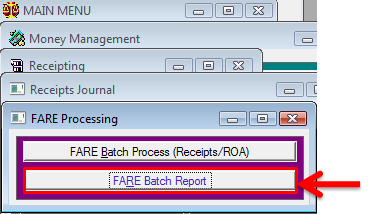 MAIN MENU
Money Management
Receipting
Receipts Journal
FARE Processing
FARE Batch Process (Receipts/ROA)
FARE Batch Report